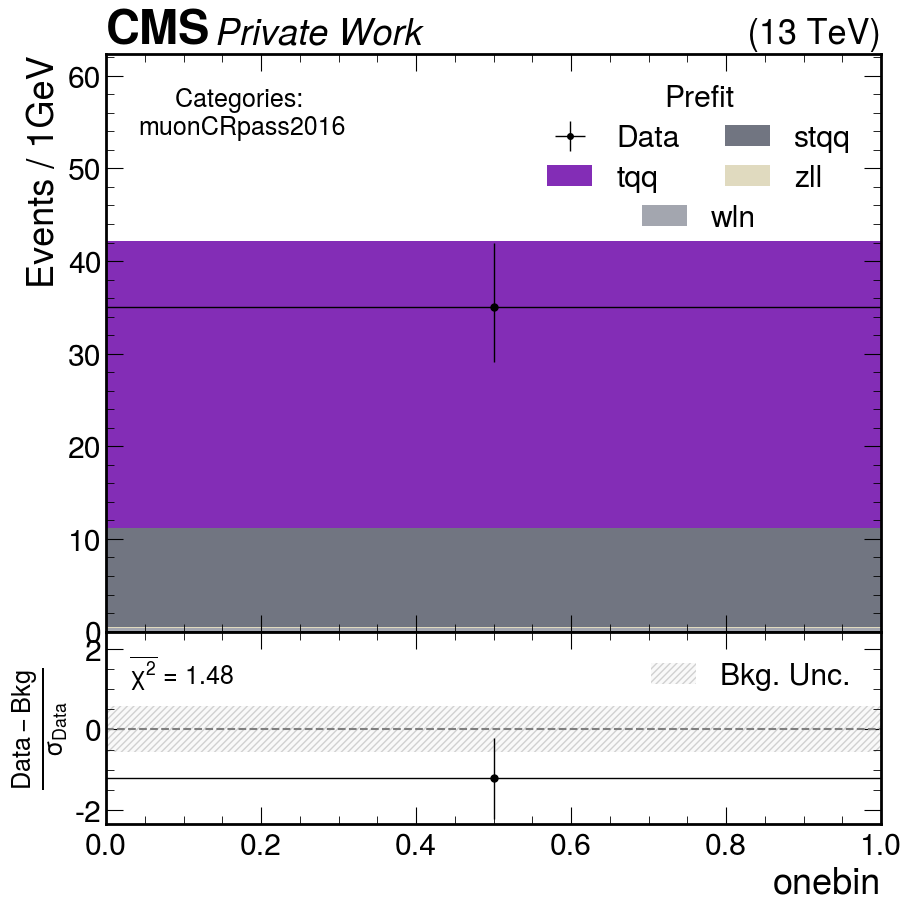 CMS Private Work (13 TeV)
Events / 1GeV
60
50
40
30
20
10
0
Categories:
muonCRpass2016
Prefit
Data
stqq
tqq
zll
wln
Data – Bkg
σData
2
0
-2
χ² = 1.48
Bkg. Unc.
0.0 0.2 0.4 0.6 0.8 1.0
onebin